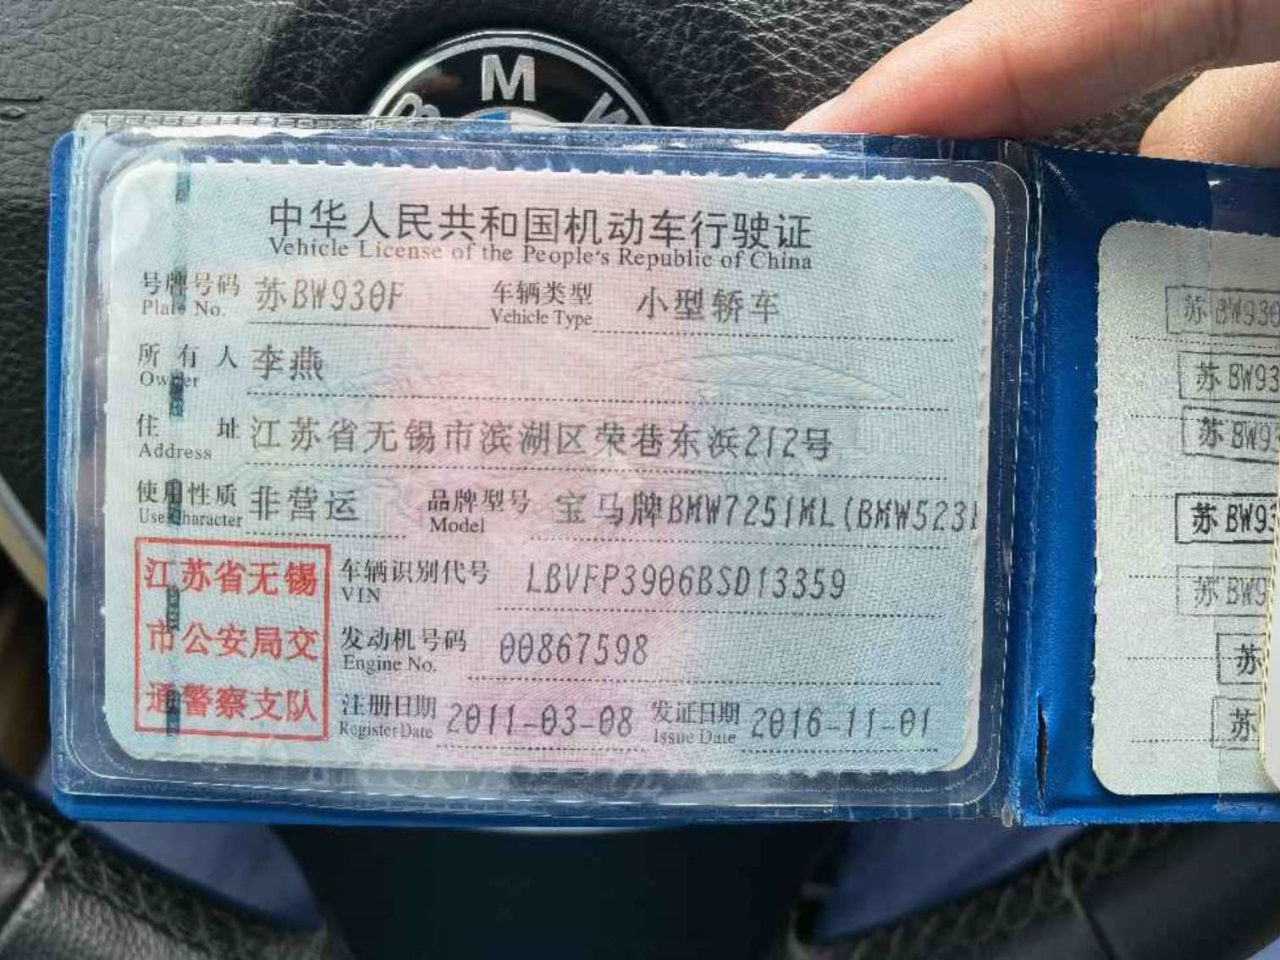 BMW
中华人民共和国机动车行驶证
Vehicle License of the People's Republic of China
号牌号码 苏BW930F 车辆类型 小型轿车
Plate No. Vehicle Type
所有人 李燕
Owner
住址 江苏省无锡市滨湖区荣巷东浜212号
Address
使用性质 非营运 品牌型号 宝马牌BMW7251ML(BMW523
Use Character Model
江苏省无锡
市公安局交
通警察支队
车辆识别代号 LBVFP3906BSD13359
VIN
发动机号码 00867598
Engine No.
注册日期 2011-03-08 发证日期 2016-11-01
Register Date Issue Date
苏BW930
苏BW93
苏BW9
苏BW93
苏BW9
苏
苏